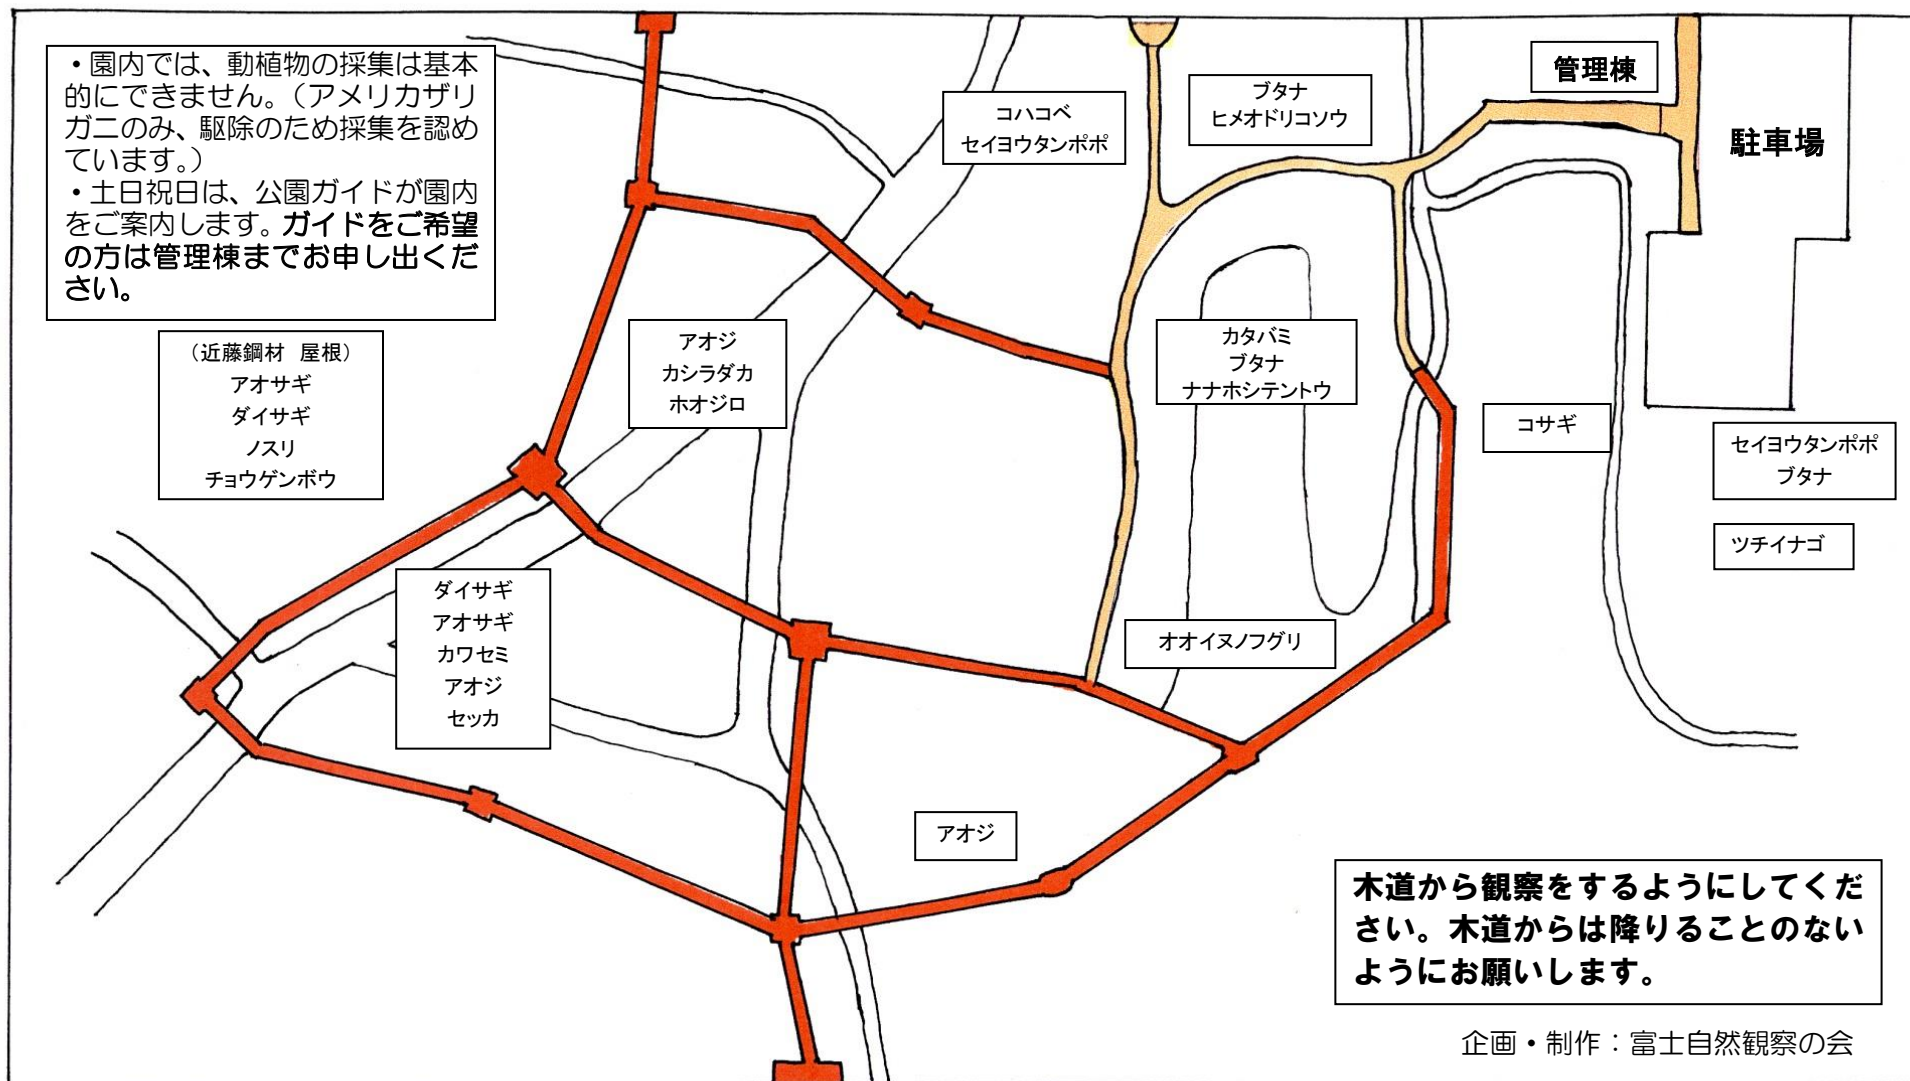 ・園内では、動植物の採集は基本
的にできません。（アメリカザリ
ガニのみ、駆除のため採集を認め
ています。）
・土日祝日は、公園ガイドが園内
をご案内します。ガイドをご希望
の方は管理棟までお申し出くだ
さい。
コハコベ
セイヨウタンポポ
ブタナ
ヒメオドリコソウ
管理棟
駐車場
（近藤鋼材　屋根）
アオサギ
ダイサギ
ノスリ
チョウゲンボウ
アオジ
カシラダカ
ホオジロ
カタバミ
ブタナ
ナナホシテントウ
コサギ
セイヨウタンポポ
ブタナ
ツチイナゴ
ダイサギ
アオサギ
カワセミ
アオジ
セッカ
オオイヌノフグリ
アオジ
木道から観察をするようにしてくだ
さい。木道からは降りることのない
ようにお願いします。
企画・制作：富士自然観察の会